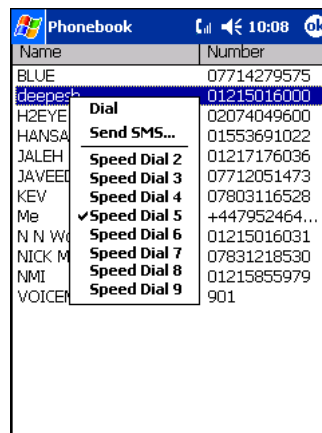 Phonebook 10:08 ok
Name Number
BLUE 07714279575
deepesh 01215016000
H2EYE 02074049600
HANSA 01553691022
JALEH 01217176036
JAVEED 07712051473
KEV 07803116528
Me +447952464...
N N Wo 01215016031
NICK M 07831218530
NMI 01215855979
VOICEM 901
Dial
Send SMS...
Speed Dial 2
Speed Dial 3
Speed Dial 4
Speed Dial 5
Speed Dial 6
Speed Dial 7
Speed Dial 8
Speed Dial 9